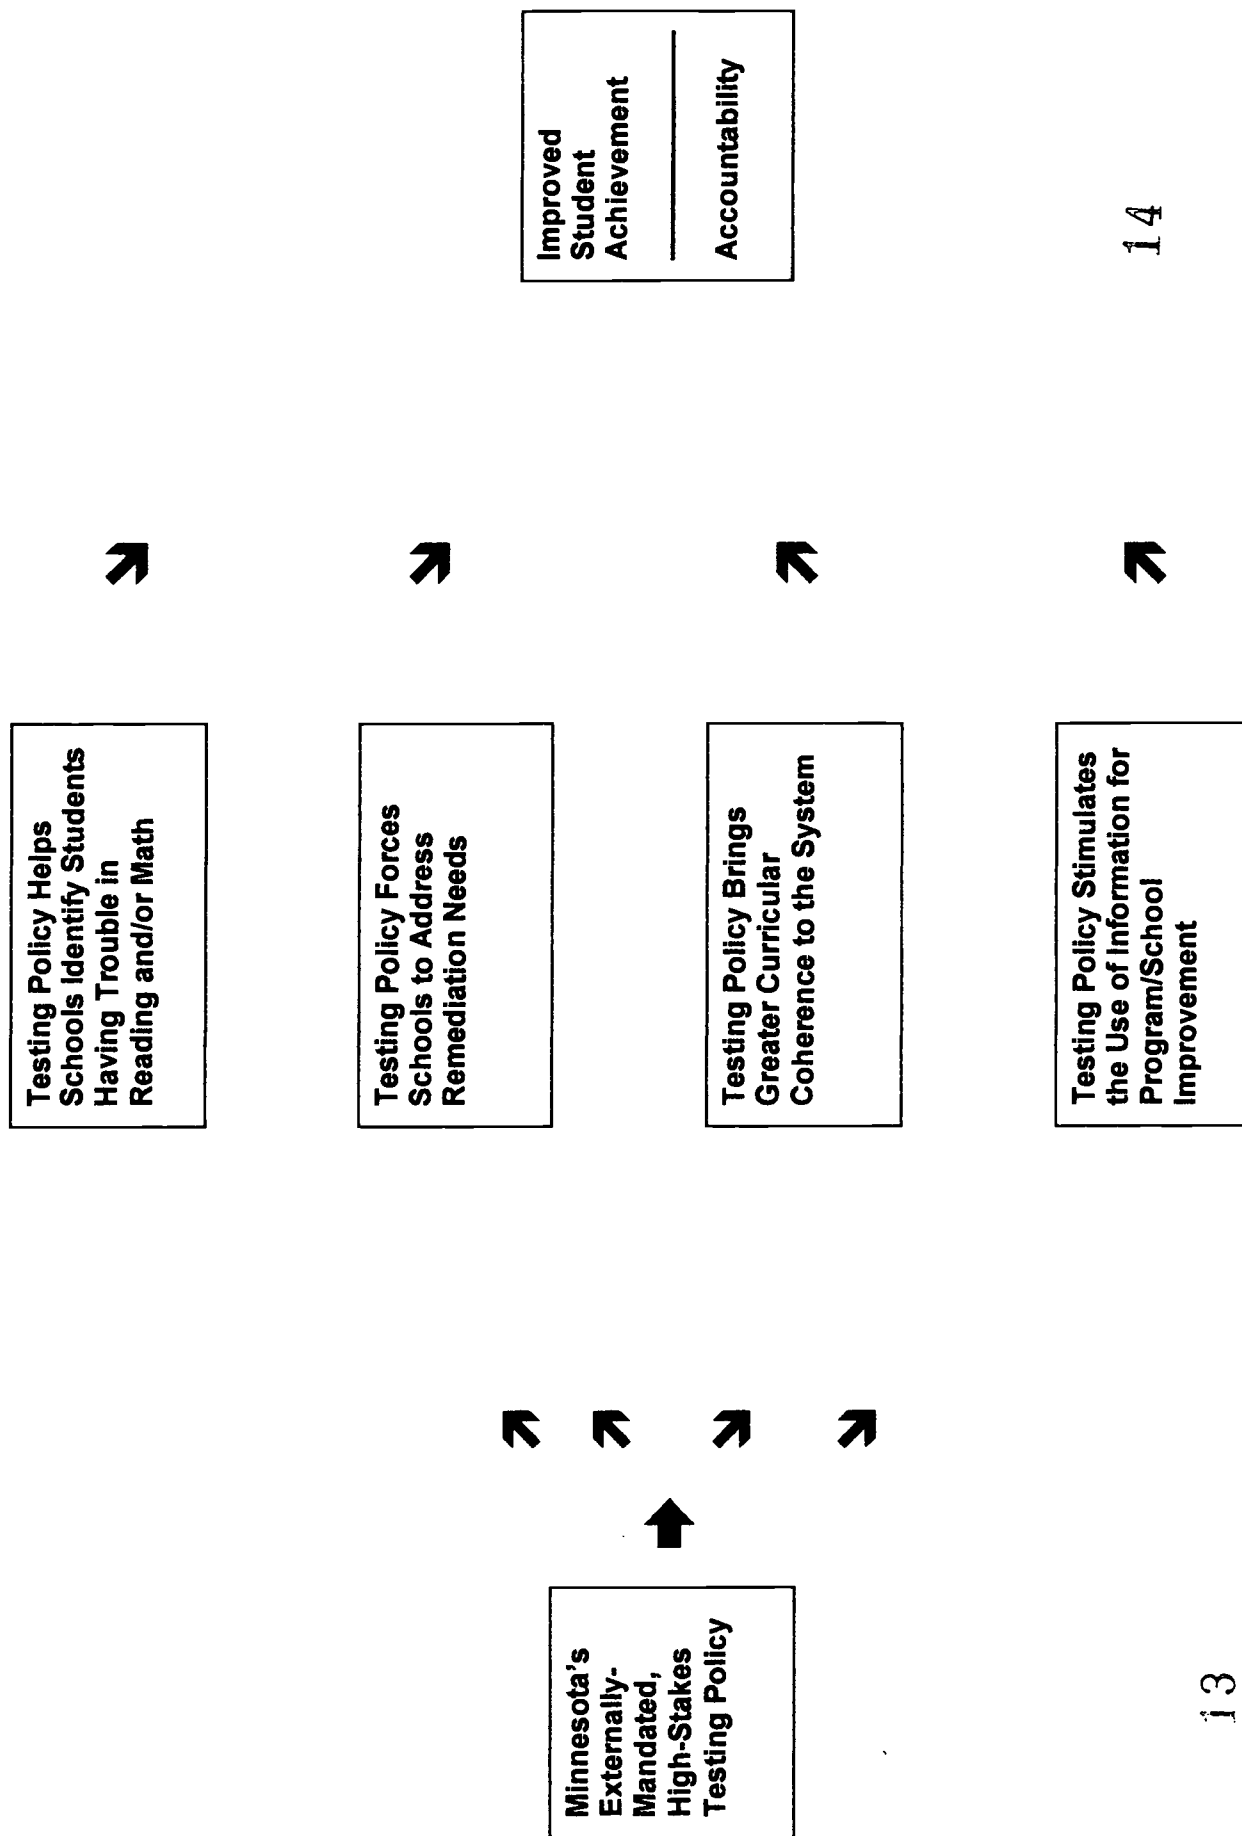 Minnesota's
Externally-
Mandated,
High-Stakes
Testing Policy
Testing Policy Helps
Schools Identify Students
Having Trouble in
Reading and/or Math
Testing Policy Forces
Schools to Address
Remediation Needs
Testing Policy Brings
Greater Curricular
Coherence to the System
Testing Policy Stimulates
the Use of Information for
Program/School
Improvement
Improved
Student
Achievement
Accountability
13
14